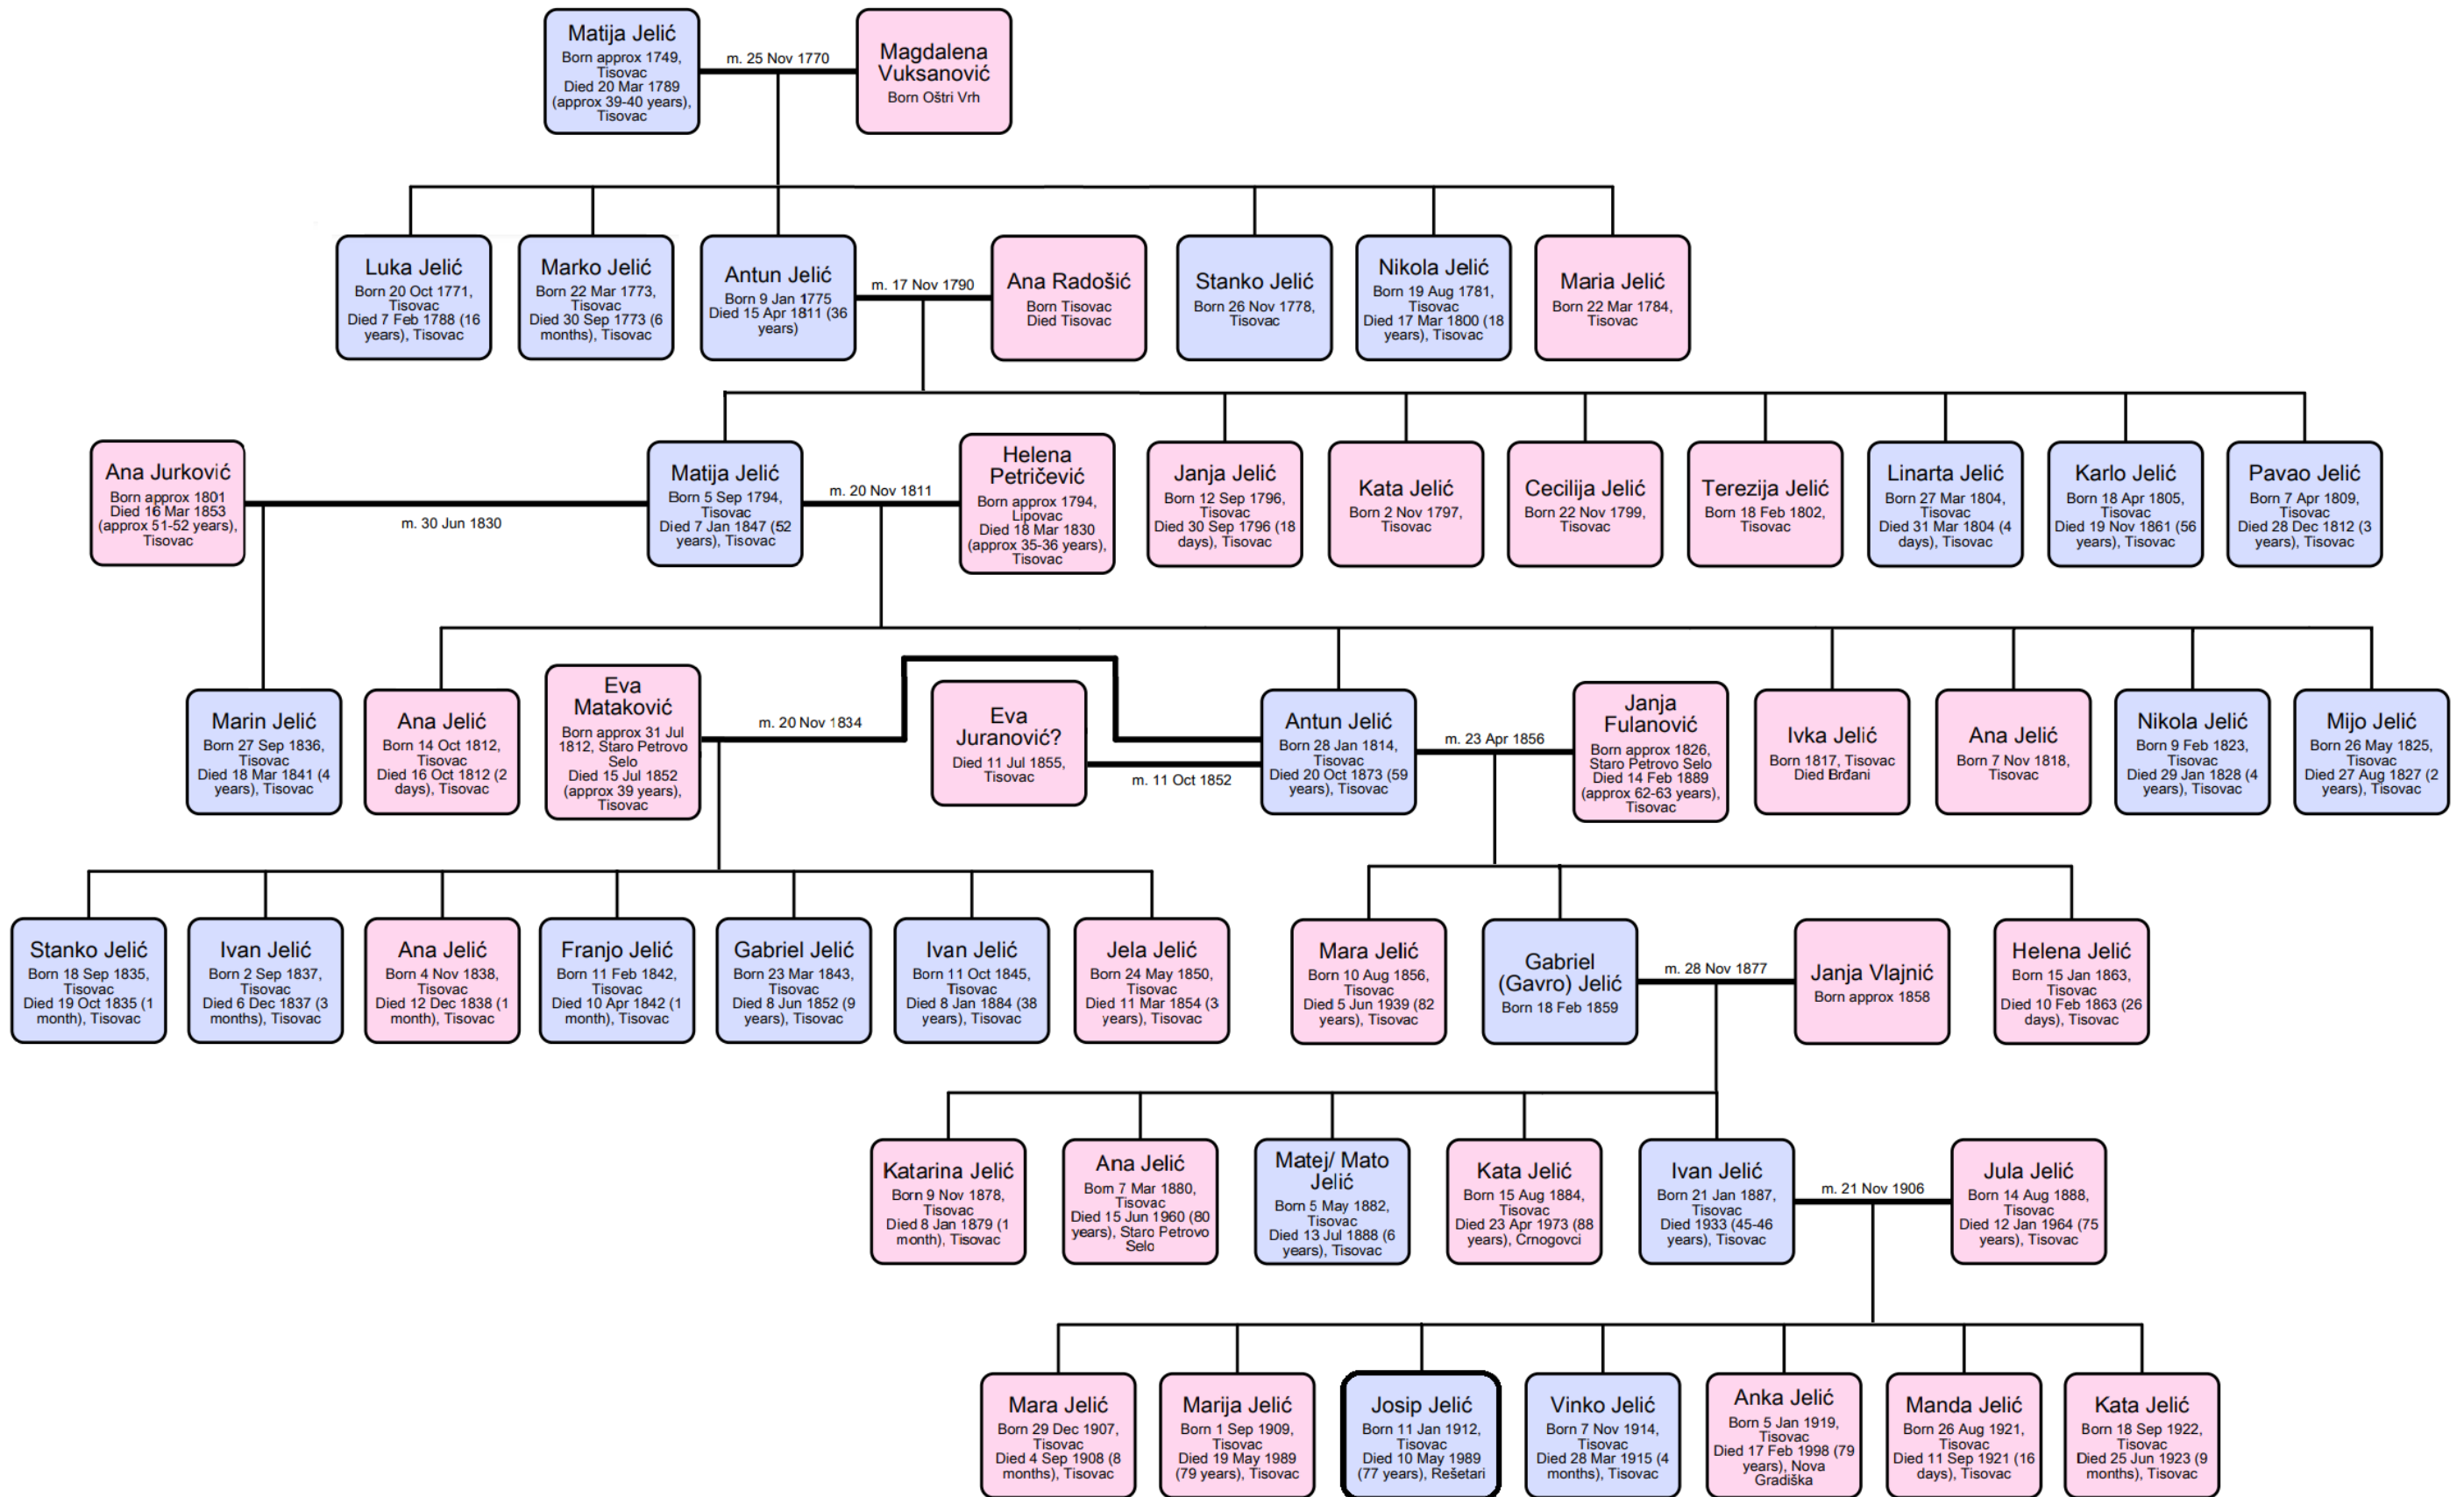 Matija Jelić
Born approx 1749,
Tisovac
Died 20 Mar 1789
(approx 39-40 years),
Tisovac
m. 25 Nov 1770
Magdalena
Vuksanović
Born Oštri Vrh
Luka Jelić
Born 20 Oct 1771,
Tisovac
Died 7 Feb 1788 (16
years), Tisovac
Marko Jelić
Born 22 Mar 1773,
Tisovac
Died 30 Sep 1773 (6
months), Tisovac
Antun Jelić
Born 9 Jan 1775
Died 15 Apr 1811 (36
years)
m. 17 Nov 1790
Ana Radošić
Born Tisovac
Died Tisovac
Stanko Jelić
Born 26 Nov 1778,
Tisovac
Nikola Jelić
Born 19 Aug 1781,
Tisovac
Died 17 Mar 1800 (18
years), Tisovac
Maria Jelić
Born 22 Mar 1784,
Tisovac
Ana Jurković
Born approx 1801
Died 16 Mar 1853
(approx 51-52 years),
Tisovac
m. 30 Jun 1830
Matija Jelić
Born 5 Sep 1794,
Tisovac
Died 7 Jan 1847 (52
years), Tisovac
m. 20 Nov 1811
Helena
Petričević
Born approx 1794,
Lipovac
Died 18 Mar 1830
(approx 35-36 years),
Tisovac
Janja Jelić
Born 12 Sep 1796,
Tisovac
Died 30 Sep 1796 (18
days), Tisovac
Kata Jelić
Born 2 Nov 1797,
Tisovac
Cecilija Jelić
Born 22 Nov 1799,
Tisovac
Terezija Jelić
Born 18 Feb 1802,
Tisovac
Linarta Jelić
Born 27 Mar 1804,
Tisovac
Died 31 Mar 1804 (4
days), Tisovac
Karlo Jelić
Born 18 Apr 1805,
Tisovac
Died 19 Nov 1861 (56
years), Tisovac
Pavao Jelić
Born 7 Apr 1809,
Tisovac
Died 28 Dec 1812 (3
years), Tisovac
Marin Jelić
Born 27 Sep 1836,
Tisovac
Died 18 Mar 1841 (4
years), Tisovac
Ana Jelić
Born 14 Oct 1812,
Tisovac
Died 16 Oct 1812 (2
days), Tisovac
Eva
Mataković
Born approx 31 Jul
1812, Staro Petrovo
Selo
Died 15 Jul 1852
(approx 39 years),
Tisovac
m. 20 Nov 1834
Eva
Juranović?
Died 11 Jul 1855,
Tisovac
m. 11 Oct 1852
Antun Jelić
Born 28 Jan 1814,
Tisovac
Died 20 Oct 1873 (59
years), Tisovac
m. 23 Apr 1856
Janja
Fulanović
Born approx 1826,
Staro Petrovo Selo
Died 14 Feb 1889
(approx 62-63 years),
Tisovac
Ivka Jelić
Born 1817, Tisovac
Died Brđani
Ana Jelić
Born 7 Nov 1818,
Tisovac
Nikola Jelić
Born 9 Feb 1823,
Tisovac
Died 29 Jan 1828 (4
years), Tisovac
Mijo Jelić
Born 26 May 1825,
Tisovac
Died 27 Aug 1827 (2
years), Tisovac
Stanko Jelić
Born 18 Sep 1835,
Tisovac
Died 19 Oct 1835 (1
month), Tisovac
Ivan Jelić
Born 2 Sep 1837,
Tisovac
Died 6 Dec 1837 (3
months), Tisovac
Ana Jelić
Born 4 Nov 1838,
Tisovac
Died 12 Dec 1838 (1
month), Tisovac
Franjo Jelić
Born 11 Feb 1842,
Tisovac
Died 10 Apr 1842 (1
month), Tisovac
Gabriel Jelić
Born 23 Mar 1843,
Tisovac
Died 8 Jun 1852 (9
years), Tisovac
Ivan Jelić
Born 11 Oct 1845,
Tisovac
Died 8 Jan 1884 (38
years), Tisovac
Jela Jelić
Born 24 May 1850,
Tisovac
Died 11 Mar 1854 (3
years), Tisovac
Mara Jelić
Born 10 Aug 1856,
Tisovac
Died 5 Jun 1939 (82
years), Tisovac
Gabriel
(Gavro) Jelić
Born 18 Feb 1859
m. 28 Nov 1877
Janja Vlajnić
Born approx 1858
Helena Jelić
Born 15 Jan 1863,
Tisovac
Died 10 Feb 1863 (26
days), Tisovac
Katarina Jelić
Born 9 Nov 1878,
Tisovac
Died 8 Jan 1879 (1
month), Tisovac
Ana Jelić
Born 7 Mar 1880,
Tisovac
Died 15 Jun 1960 (80
years), Staro Petrovo
Selo
Matej/ Mato
Jelić
Born 5 May 1882,
Tisovac
Died 13 Jul 1888 (6
years), Tisovac
Kata Jelić
Born 15 Aug 1884,
Tisovac
Died 23 Apr 1973 (88
years), Crnogovci
Ivan Jelić
Born 21 Jan 1887,
Tisovac
Died 1933 (45-46
years), Tisovac
m. 21 Nov 1906
Jula Jelić
Born 14 Aug 1888,
Tisovac
Died 12 Jan 1964 (75
years), Tisovac
Mara Jelić
Born 29 Dec 1907,
Tisovac
Died 4 Sep 1908 (8
months), Tisovac
Marija Jelić
Born 1 Sep 1909,
Tisovac
Died 19 May 1989
(79 years), Tisovac
Josip Jelić
Born 11 Jan 1912,
Tisovac
Died 10 May 1989
(77 years), Rešetari
Vinko Jelić
Born 7 Nov 1914,
Tisovac
Died 28 Mar 1915 (4
months), Tisovac
Anka Jelić
Born 5 Jan 1919,
Tisovac
Died 17 Feb 1998 (79
years), Nova
Gradiška
Manda Jelić
Born 26 Aug 1921,
Tisovac
Died 11 Sep 1921 (16
days), Tisovac
Kata Jelić
Born 18 Sep 1922,
Tisovac
Died 25 Jun 1923 (9
months), Tisovac